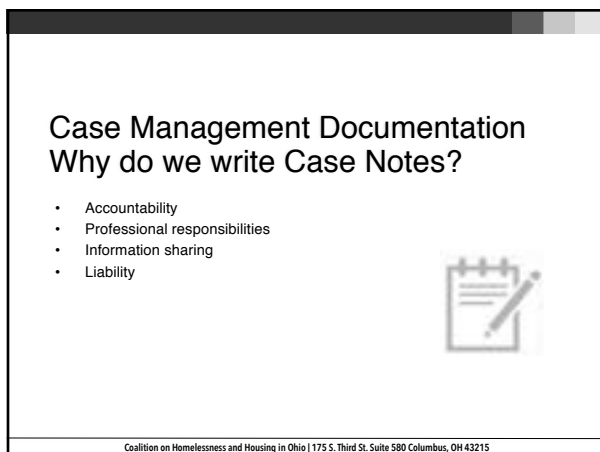 Case Management Documentation
Why do we write Case Notes?
• Accountability
• Professional responsibilities
• Information sharing
• Liability
Coalition on Homelessness and Housing in Ohio | 175 S. Third St. Suite 580 Columbus, OH 43215